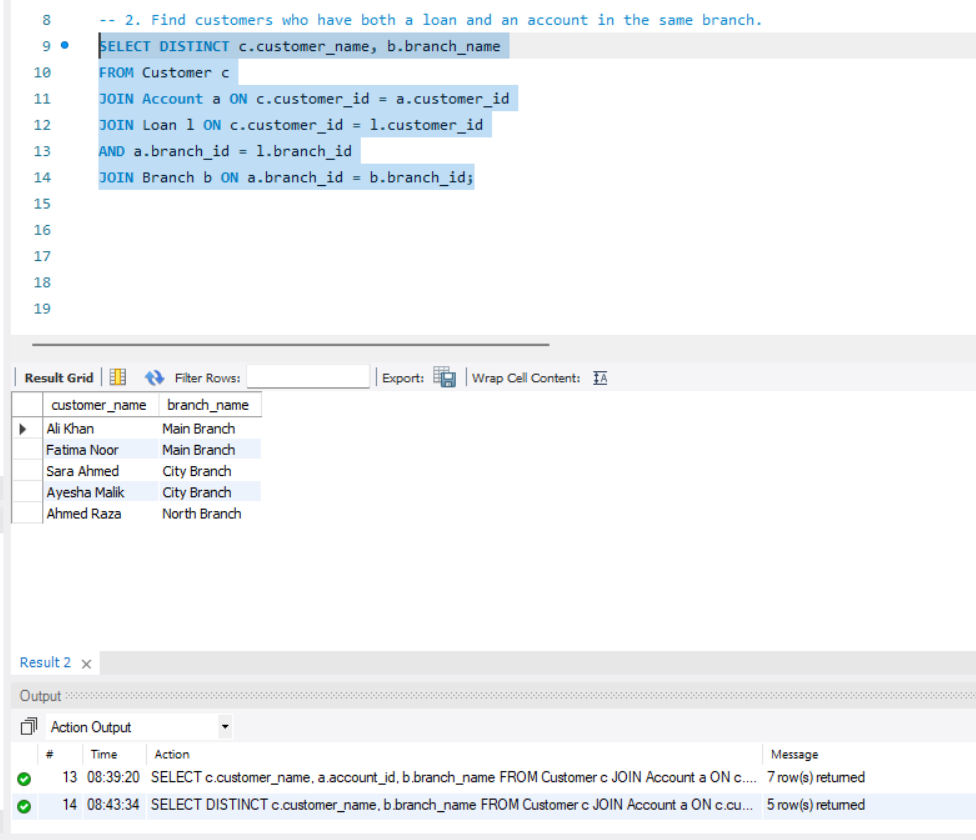 8 -- 2. Find customers who have both a loan and an account in the same branch.
9 SELECT DISTINCT c.customer_name, b.branch_name
10 FROM Customer c
11 JOIN Account a ON c.customer_id = a.customer_id
12 JOIN Loan l ON c.customer_id = l.customer_id
13 AND a.branch_id = l.branch_id
14 JOIN Branch b ON a.branch_id = b.branch_id;
15
16
17
18
19
Result Grid Filter Rows: Export: Wrap Cell Content:
customer_name branch_name
Ali Khan Main Branch
Fatima Noor Main Branch
Sara Ahmed City Branch
Ayesha Malik City Branch
Ahmed Raza North Branch
Result 2
Output
Action Output
# Time Action Message
13 08:39:20 SELECT c.customer_name, a.account_id, b.branch_name FROM Customer c JOIN Account a ON c.... 7 row(s) returned
14 08:43:34 SELECT DISTINCT c.customer_name, b.branch_name FROM Customer c JOIN Account a ON c.cu... 5 row(s) returned